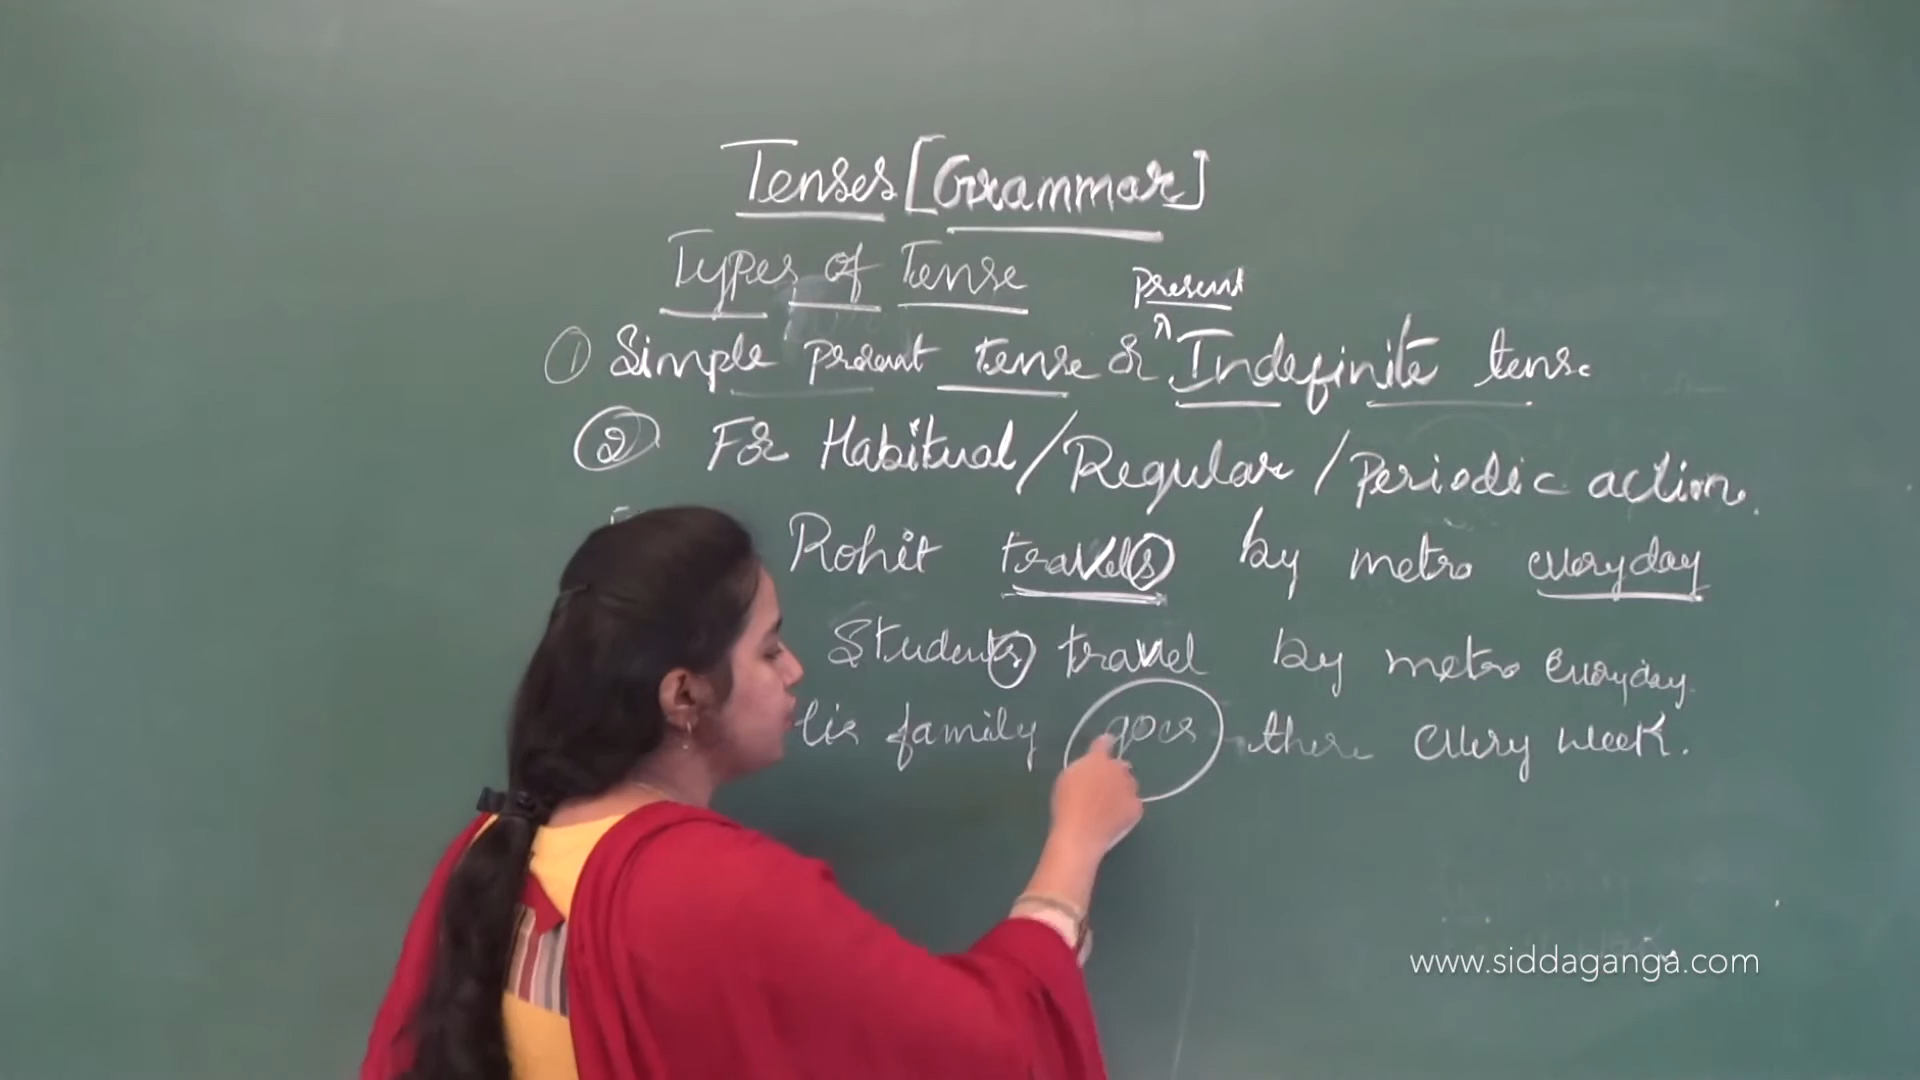 Tenses [Grammar]
Types of Tense
present
① Simple present tense or ^ Indefinite tense
② For Habitual/Regular/Periodic action.
Rohit travels by metro everyday
Students travel by metro everyday.
family goes there every week.
www.siddaganga.com